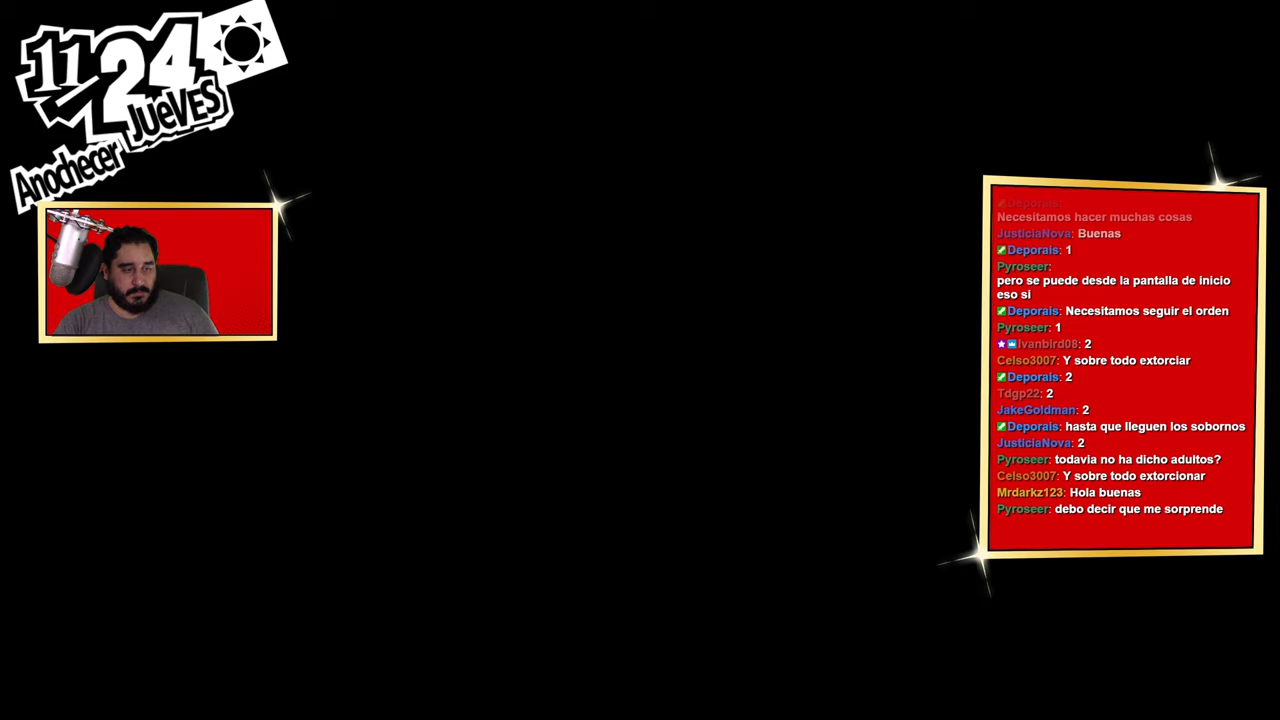 11/24
JUeVES
Anochecer
Deporais:
Necesitamos hacer muchas cosas
JusticiaNova: Buenas
Deporais: 1
Pyroseer:
pero se puede desde la pantalla de inicio
eso si
Deporais: Necesitamos seguir el orden
Pyroseer: 1
Ivanbird08: 2
Celso3007: Y sobre todo extorciar
Deporais: 2
Tdgp22: 2
JakeGoldman: 2
Deporais: hasta que lleguen los sobornos
JusticiaNova: 2
Pyroseer: todavia no ha dicho adultos?
Celso3007: Y sobre todo extorcionar
Mrdarkz123: Hola buenas
Pyroseer: debo decir que me sorprende